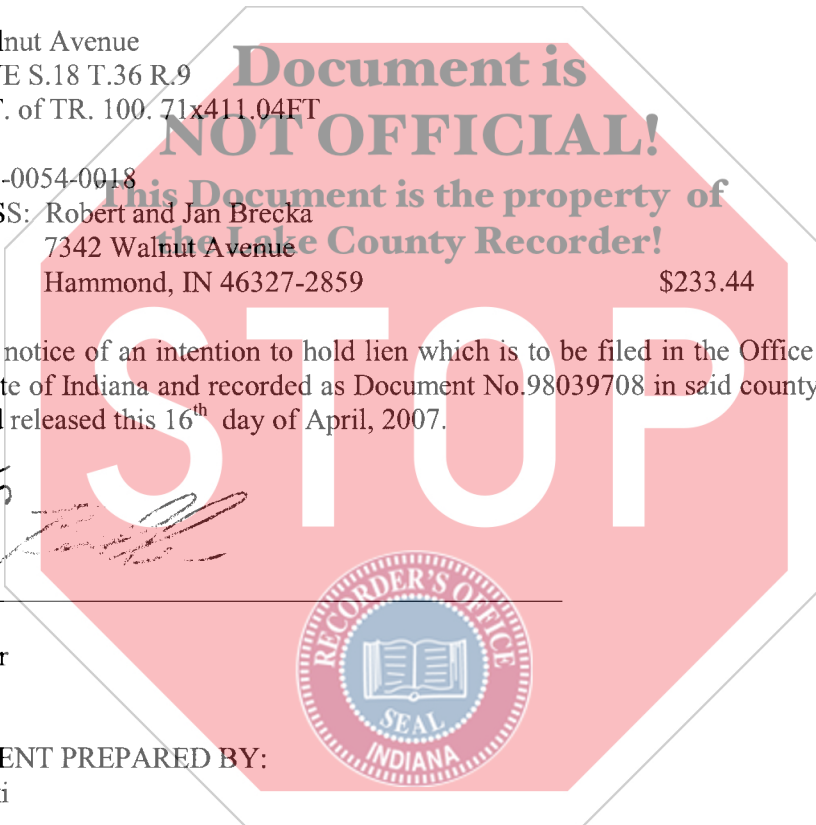 lnut Avenue
E S.18 T.36 R.9
. of TR. 100. 71x411.04FT
-0054-0018
SS: Robert and Jan Brecka
7342 Walnut Avenue
Hammond, IN 46327-2859 $233.44
notice of an intention to hold lien which is to be filed in the Office
te of Indiana and recorded as Document No.98039708 in said county
released this 16th day of April, 2007.
r
ENT PREPARED BY:
i
Document is
NOT OFFICIAL!
This Document is the property of
the Lake County Recorder!
STOP
RECORDER'S OFFICE
SEAL
INDIANA